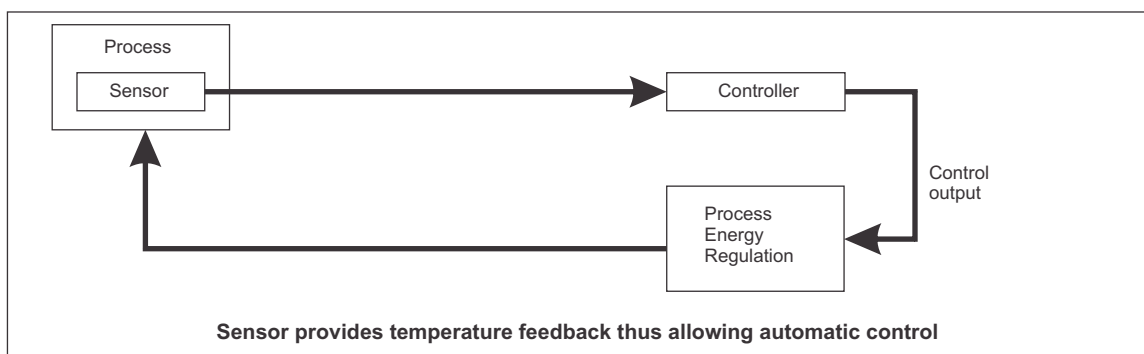 Process
Sensor
Controller
Control
output
Process
Energy
Regulation
Sensor provides temperature feedback thus allowing automatic control